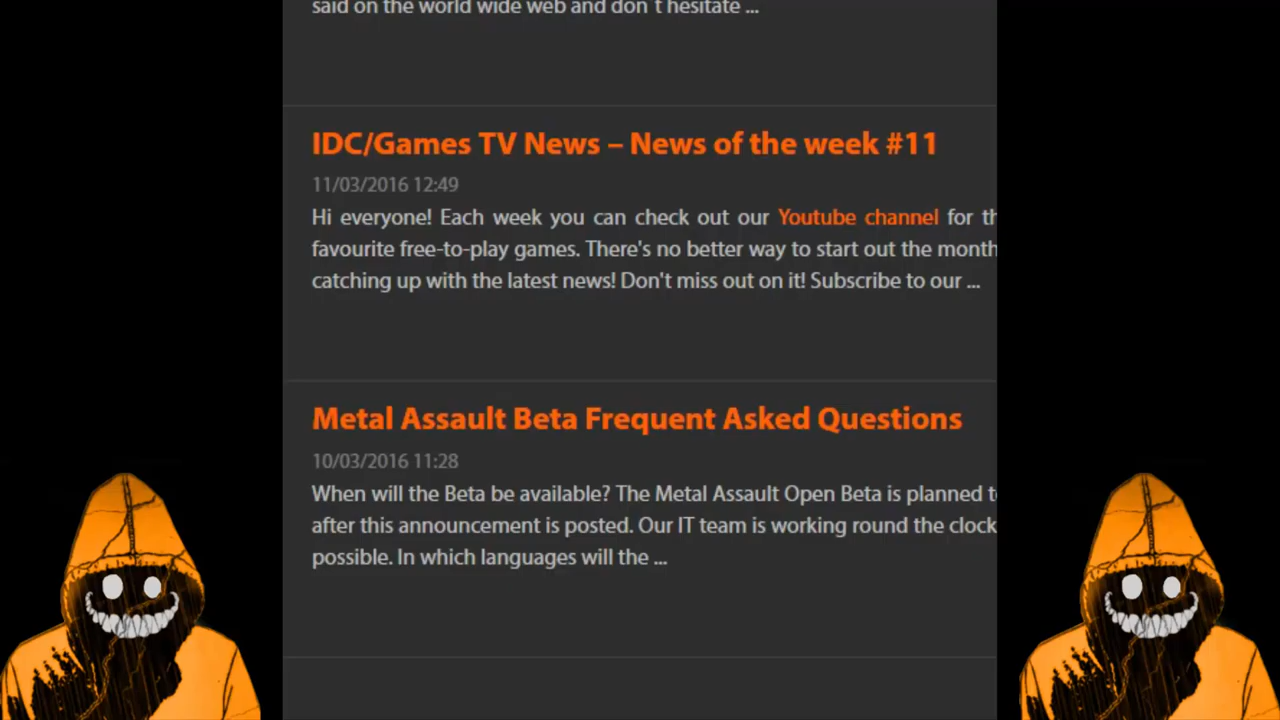 said on the world wide web and don´t hesitate ...
IDC/Games TV News – News of the week #11
11/03/2016 12:49
Hi everyone! Each week you can check out our Youtube channel for
favourite free-to-play games. There's no better way to start out the month
catching up with the latest news! Don't miss out on it! Subscribe to our ...
Metal Assault Beta Frequent Asked Questions
10/03/2016 11:28
When will the Beta be available? The Metal Assault Open Beta is planned
after this announcement is posted. Our IT team is working round the clock
possible. In which languages will the ...